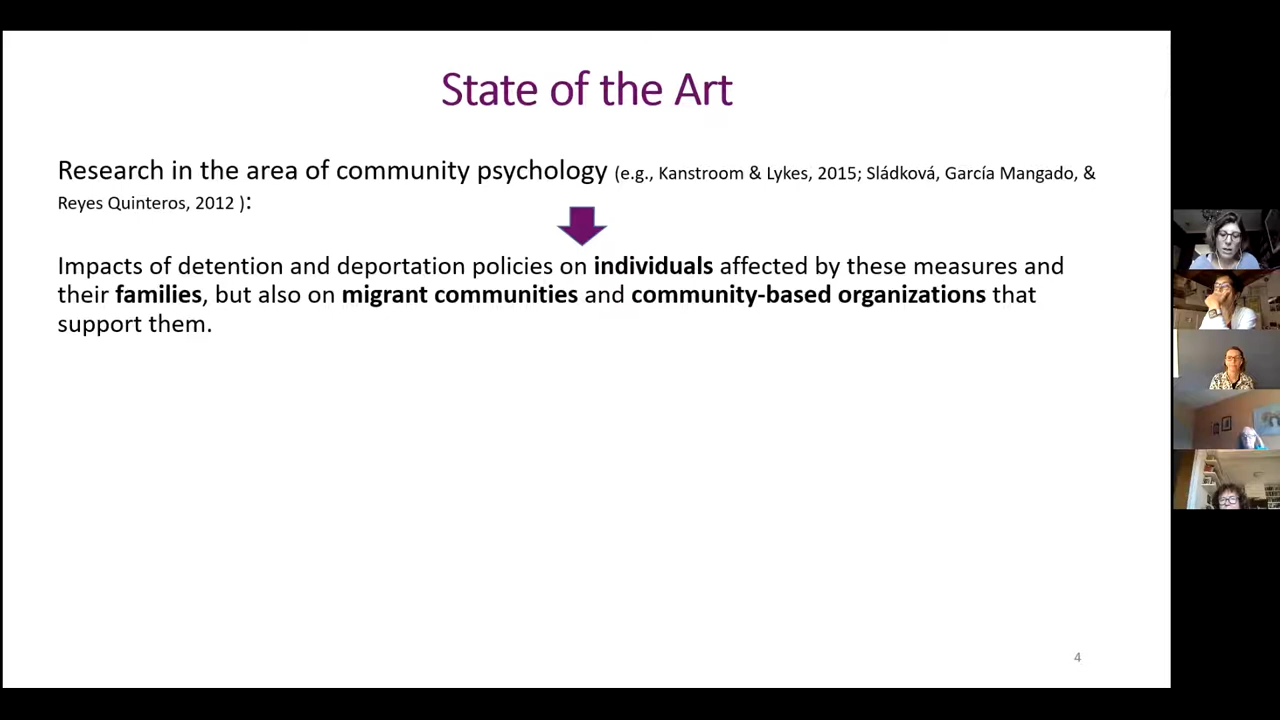 State of the Art
Research in the area of community psychology (e.g., Kanstroom & Lykes, 2015; Sládková, García Mangado, &
Reyes Quinteros, 2012 ):
Impacts of detention and deportation policies on individuals affected by these measures and
their families, but also on migrant communities and community-based organizations that
support them.
4